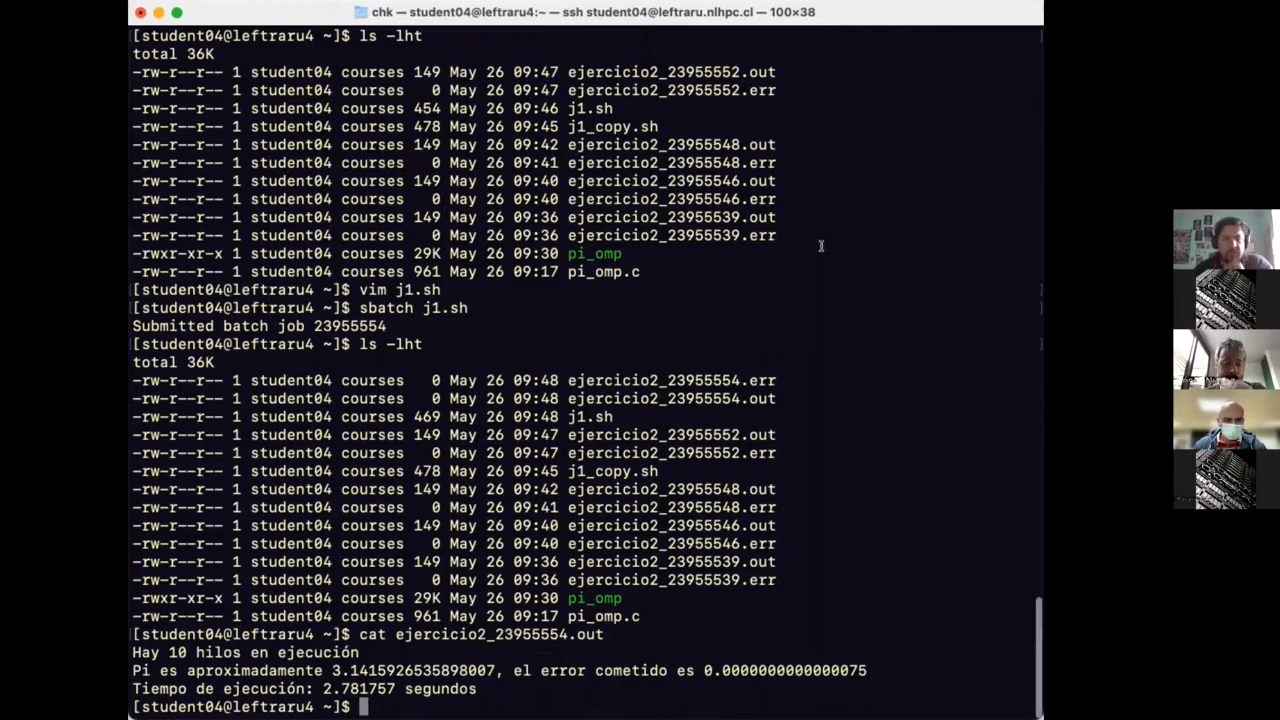 chk — student04@leftraru4:~ — ssh student04@leftraru.nlhpc.cl — 100×38
[student04@leftraru4 ~]$ ls -lht
total 36K
-rw-r--r-- 1 student04 courses 149 May 26 09:47 ejercicio2_23955552.out
-rw-r--r-- 1 student04 courses   0 May 26 09:47 ejercicio2_23955552.err
-rw-r--r-- 1 student04 courses 454 May 26 09:46 j1.sh
-rw-r--r-- 1 student04 courses 478 May 26 09:45 j1_copy.sh
-rw-r--r-- 1 student04 courses 149 May 26 09:42 ejercicio2_23955548.out
-rw-r--r-- 1 student04 courses   0 May 26 09:41 ejercicio2_23955548.err
-rw-r--r-- 1 student04 courses 149 May 26 09:40 ejercicio2_23955546.out
-rw-r--r-- 1 student04 courses   0 May 26 09:40 ejercicio2_23955546.err
-rw-r--r-- 1 student04 courses 149 May 26 09:36 ejercicio2_23955539.out
-rw-r--r-- 1 student04 courses   0 May 26 09:36 ejercicio2_23955539.err
-rwxr-xr-x 1 student04 courses 29K May 26 09:30 pi_omp
-rw-r--r-- 1 student04 courses 961 May 26 09:17 pi_omp.c
[student04@leftraru4 ~]$ vim j1.sh
[student04@leftraru4 ~]$ sbatch j1.sh
Submitted batch job 23955554
[student04@leftraru4 ~]$ ls -lht
total 36K
-rw-r--r-- 1 student04 courses   0 May 26 09:48 ejercicio2_23955554.err
-rw-r--r-- 1 student04 courses   0 May 26 09:48 ejercicio2_23955554.out
-rw-r--r-- 1 student04 courses 469 May 26 09:48 j1.sh
-rw-r--r-- 1 student04 courses 149 May 26 09:47 ejercicio2_23955552.out
-rw-r--r-- 1 student04 courses   0 May 26 09:47 ejercicio2_23955552.err
-rw-r--r-- 1 student04 courses 478 May 26 09:45 j1_copy.sh
-rw-r--r-- 1 student04 courses 149 May 26 09:42 ejercicio2_23955548.out
-rw-r--r-- 1 student04 courses   0 May 26 09:41 ejercicio2_23955548.err
-rw-r--r-- 1 student04 courses 149 May 26 09:40 ejercicio2_23955546.out
-rw-r--r-- 1 student04 courses   0 May 26 09:40 ejercicio2_23955546.err
-rw-r--r-- 1 student04 courses 149 May 26 09:36 ejercicio2_23955539.out
-rw-r--r-- 1 student04 courses   0 May 26 09:36 ejercicio2_23955539.err
-rwxr-xr-x 1 student04 courses 29K May 26 09:30 pi_omp
-rw-r--r-- 1 student04 courses 961 May 26 09:17 pi_omp.c
[student04@leftraru4 ~]$ cat ejercicio2_23955554.out
Hay 10 hilos en ejecución
Pi es aproximadamente 3.1415926535898007, el error cometido es 0.0000000000000075
Tiempo de ejecución: 2.781757 segundos
[student04@leftraru4 ~]$